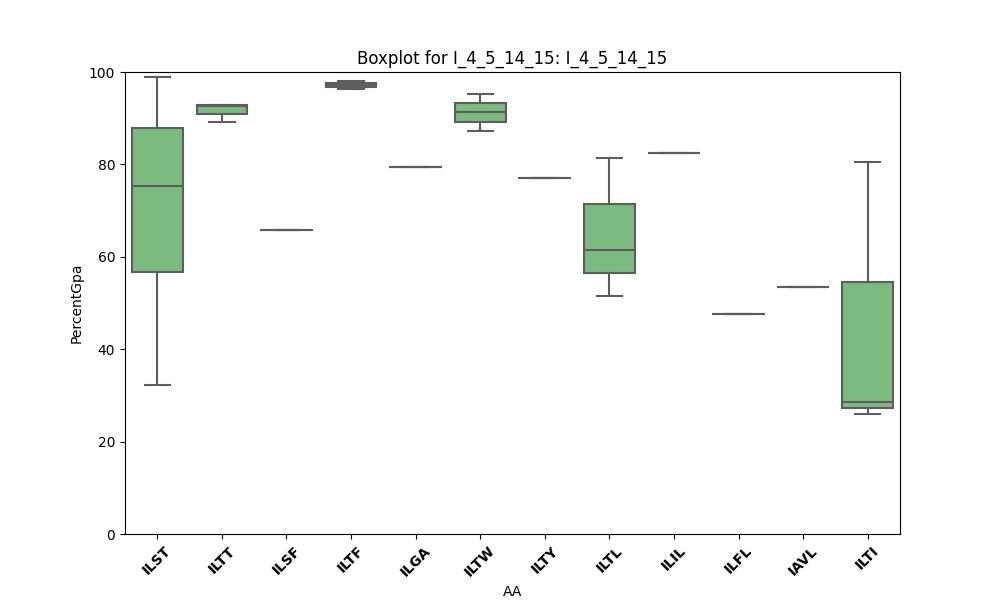 Boxplot for I_4_5_14_15: I_4_5_14_15
PercentGpa
100
80
60
40
20
0
ILST ILTT ILSF ILTF ILGA ILTW ILTY ILTL ILIL ILFL IAVL ILTI
AA